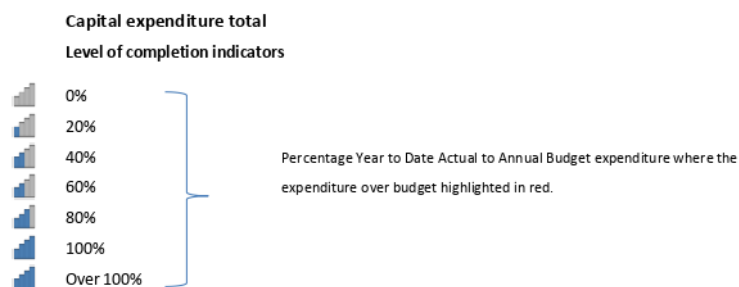 Capital expenditure total
Level of completion indicators
0%
20%
40%
60%
80%
100%
Over 100%
Percentage Year to Date Actual to Annual Budget expenditure where the
expenditure over budget highlighted in red.